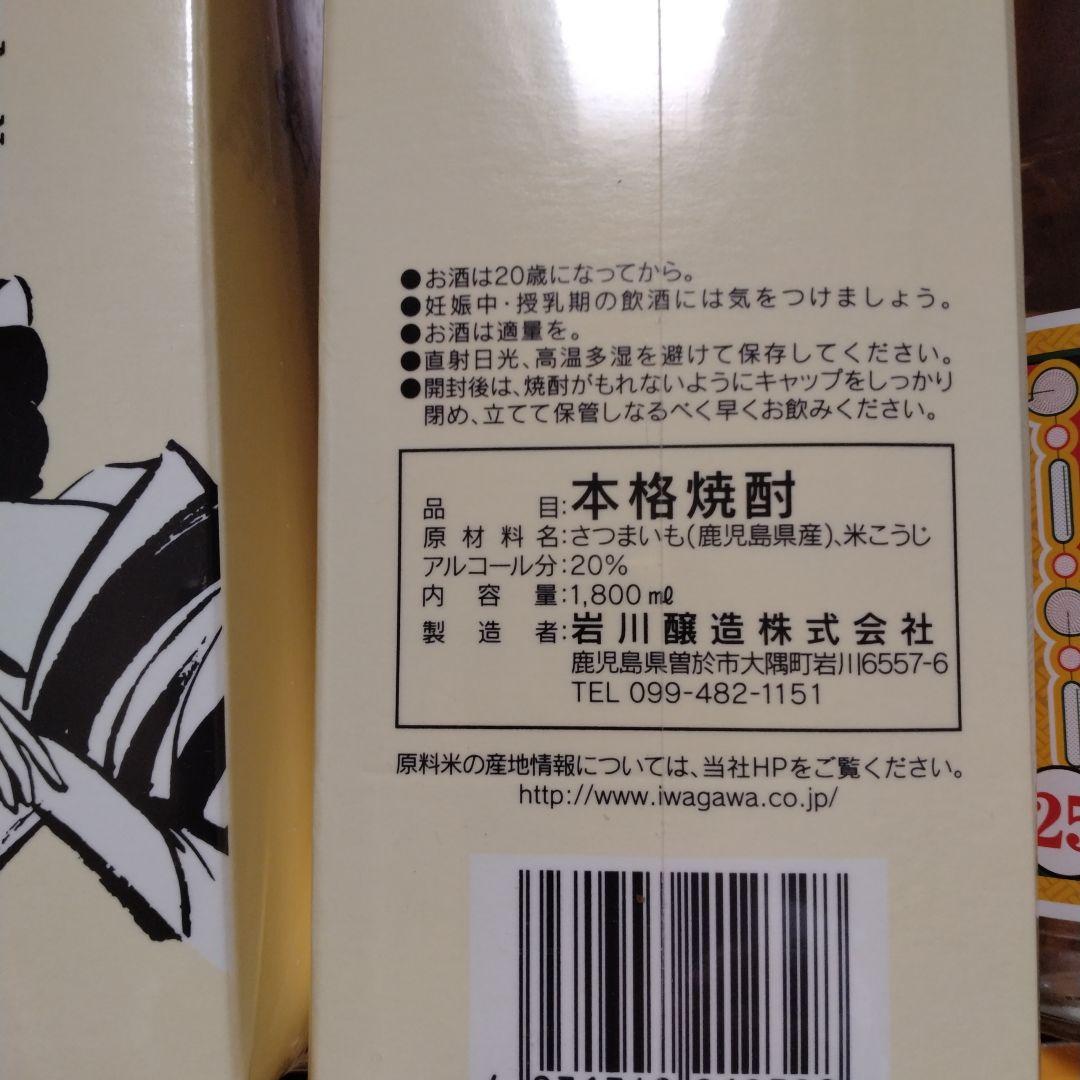 ●お酒は20歳になってから。
●妊娠中・授乳期の飲酒には気をつけましょう。
●お酒は適量を。
●直射日光、高温多湿を避けて保存してください。
●開封後は、焼酎がもれないようにキャップをしっかり
閉め、立てて保管しなるべく早くお飲みください。
品目:本格焼酎
原材料名:さつまいも(鹿児島県産)、米こうじ
アルコール分:20%
内容量:1,800㎖
製造者:岩川醸造株式会社
鹿児島県曽於市大隅町岩川6557-6
TEL 099-482-1151
原料米の産地情報については、当社HPをご覧ください。
http://www.iwagawa.co.jp/
25